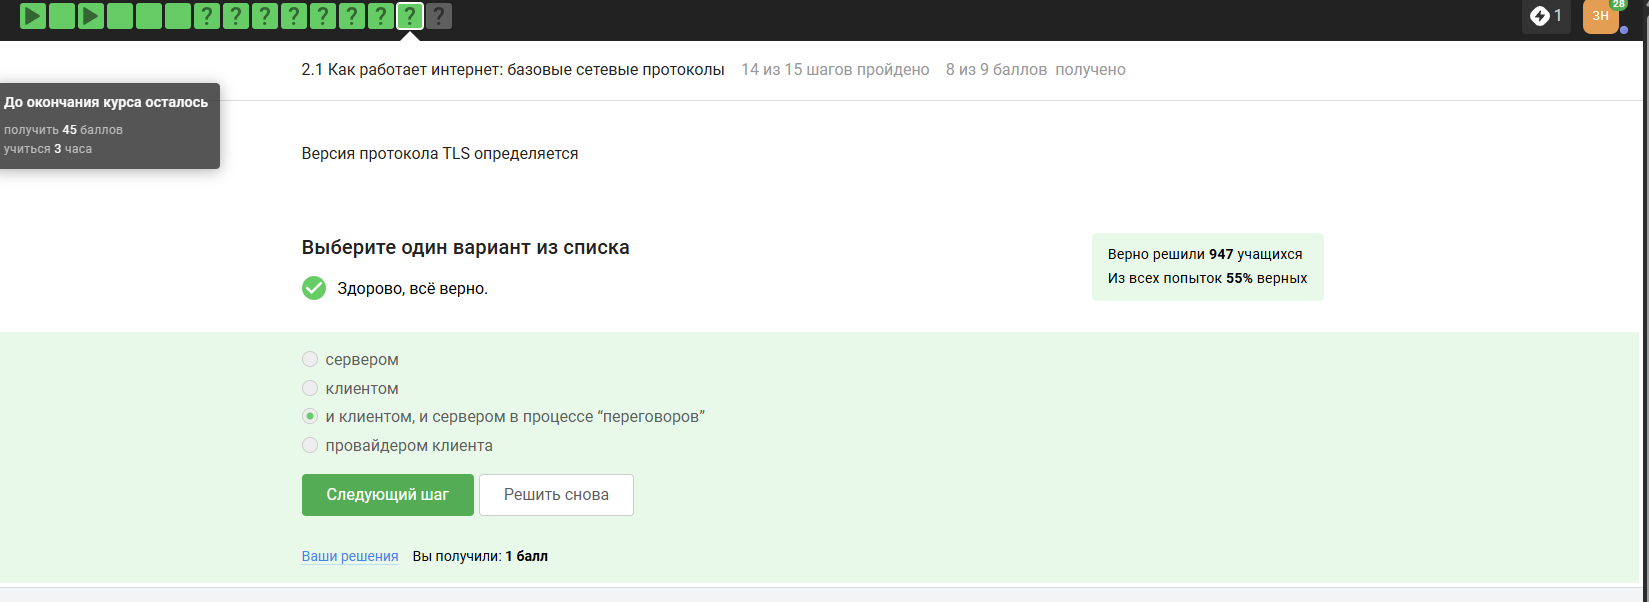 ? ? ? ? ? ? ? ? ?
1
ЗН
28
2.1 Как работает интернет: базовые сетевые протоколы 14 из 15 шагов пройдено 8 из 9 баллов получено
До окончания курса осталось
получить 45 баллов
учиться 3 часа
Версия протокола TLS определяется
Выберите один вариант из списка
Здорово, всё верно.
Верно решили 947 учащихся
Из всех попыток 55% верных
сервером
клиентом
и клиентом, и сервером в процессе “переговоров”
провайдером клиента
Следующий шаг
Решить снова
Ваши решения Вы получили: 1 балл